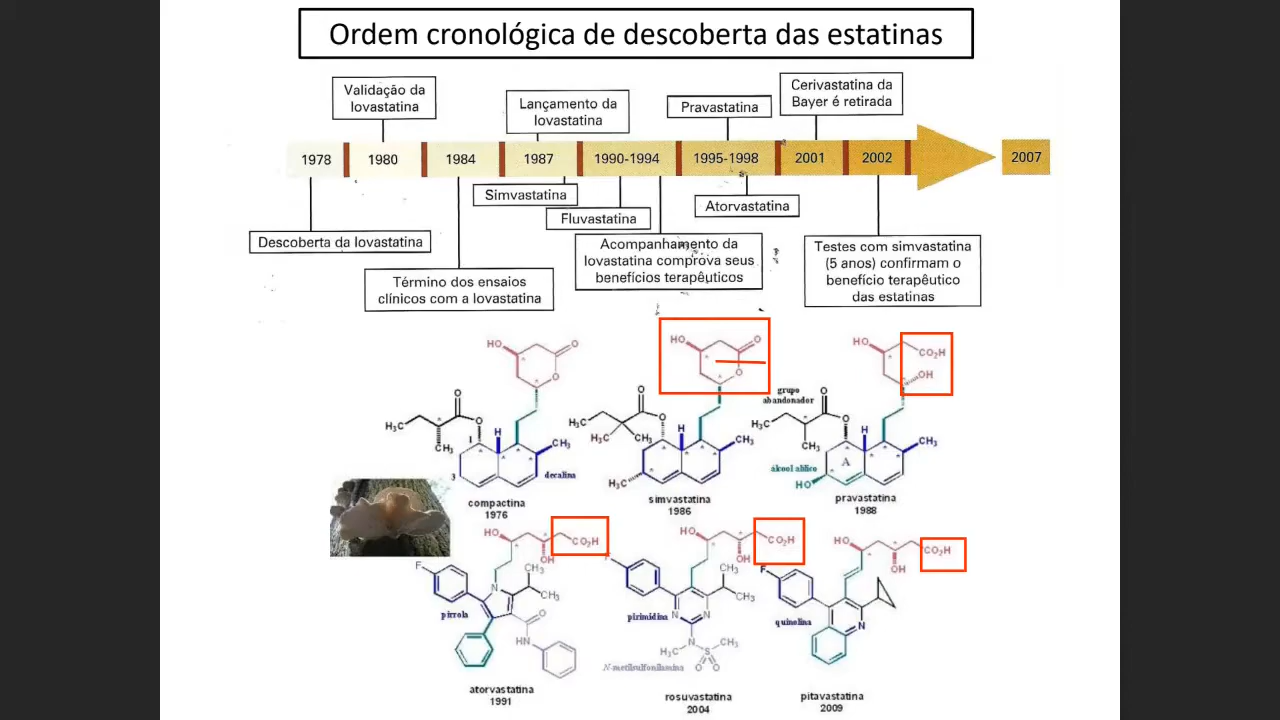 Ordem cronológica de descoberta das estatinas
Validação da
lovastatina
Lançamento da
lovastatina
Pravastatina
Cerivastatina da
Bayer é retirada
1978
1980
1984
1987
1990-1994
1995-1998
2001
2002
2007
Simvastatina
Fluvastatina
Atorvastatina
Descoberta da lovastatina
Término dos ensaios
clínicos com a lovastatina
Acompanhamento da
lovastatina comprova seus
benefícios terapêuticos
Testes com simvastatina
(5 anos) confirmam o
benefício terapêutico
das estatinas
HO
O
O
O
O
H₃C
CH₃
H
CH₃
1
3
decalina
compactina
1976
HO
O
O
O
O
H₃C
H₃C
CH₃
H
CH₃
H₃C
simvastatina
1986
HO
CO₂H
OH
grupo
abandonador
O
O
H₃C
CH₃
H
CH₃
álcool alílico
HO
A
pravastatina
1988
HO
CO₂H
OH
F
CH₃
CH₃
N
pirrola
O
HN
atorvastatina
1991
HO
CO₂H
OH
F
CH₃
CH₃
pirimidina
N
N
N
H₃C
S
CH₃
O
O
N-metilsulfonilamina
rosuvastatina
2004
HO
CO₂H
OH
F
quinolina
N
pitavastatina
2009